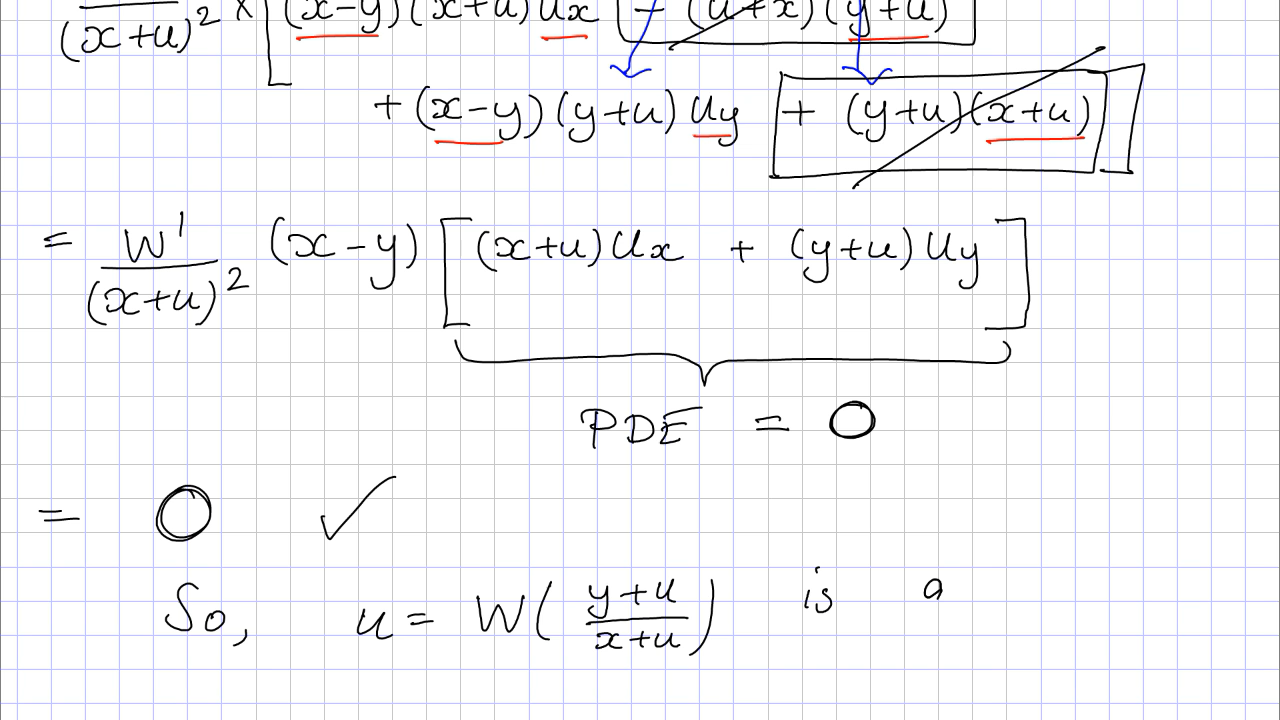 (x+u)² × [(x-y)(x+u)ux - (u+x)(y+u)
+ (x-y)(y+u)uy + (y+u)(x+u)]
= W'/(x+u)² (x-y) [(x+u)ux + (y+u)uy]
PDE = 0
= 0 ✓
So, u = W((y+u)/(x+u)) is a